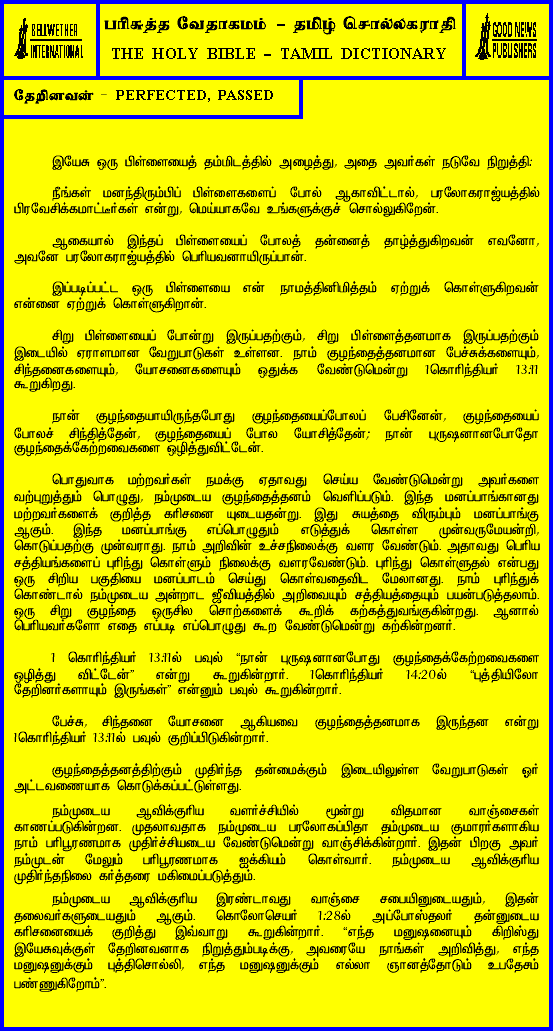 BELLWETHER
INTERNATIONAL
பரிசுத்த வேதாகமம் – தமிழ் சொல்லகராதி
THE HOLY BIBLE – TAMIL DICTIONARY
GOOD NEWS
PUBLISHERS
தேறினவன் - PERFECTED, PASSED
இயேசு ஒரு பிள்ளையைத் தம்மிடத்தில் அழைத்து, அதை அவர்கள் நடுவே நிறுத்தி:
நீங்கள் மனந்திரும்பிப் பிள்ளைகளைப் போல் ஆகாவிட்டால், பரலோகராஜ்யத்தில்
பிரவேசிக்கமாட்டீர்கள் என்று, மெய்யாகவே உங்களுக்குச் சொல்லுகிறேன்.
ஆகையால் இந்தப் பிள்ளையைப் போலத் தன்னைத் தாழ்த்துகிறவன் எவனோ,
அவனே பரலோகராஜ்யத்தில் பெரியவனாயிருப்பான்.
இப்படிப்பட்ட ஒரு பிள்ளையை என் நாமத்தினிமித்தம் ஏற்றுக் கொள்ளுகிறவன்
என்னை ஏற்றுக் கொள்ளுகிறான்.
சிறு பிள்ளையைப் போன்று இருப்பதற்கும், சிறு பிள்ளைத்தனமாக இருப்பதற்கும்
இடையில் ஏராளமான வேறுபாடுகள் உள்ளன. நாம் குழந்தைத்தனமான பேச்சுக்களையும்,
சிந்தனைகளையும், யோசனைகளையும் ஒதுக்க வேண்டுமென்று 1கொரிந்தியர் 13:11
கூறுகிறது.
நான் குழந்தையாயிருந்தபோது குழந்தையைப்போலப் பேசினேன், குழந்தையைப்
போலச் சிந்தித்தேன், குழந்தையைப் போல யோசித்தேன்; நான் புருஷனானபோதோ
குழந்தைக்கேற்றவைகளை ஒழித்துவிட்டேன்.
பொதுவாக மற்றவர்கள் நமக்கு ஏதாவது செய்ய வேண்டுமென்று அவர்களை
வற்புறுத்தும் பொழுது, நம்முடைய குழந்தைத்தனம் வெளிப்படும். இந்த மனப்பாங்கானது
மற்றவர்களைக் குறித்த கரிசனை யுடையதன்று. இது சுயத்தை விரும்பும் மனப்பாங்கு
ஆகும். இந்த மனப்பாங்கு எப்பொழுதும் எடுத்துக் கொள்ள முன்வருமேயன்றி,
கொடுப்பதற்கு முன்வராது. நாம் அறிவின் உச்சநிலைக்கு வளர வேண்டும். அதாவது பெரிய
சத்தியங்களைப் புரிந்து கொள்ளும் நிலைக்கு வளரவேண்டும். புரிந்து கொள்ளுதல் என்பது
ஒரு சிறிய பகுதியை மனப்பாடம் செய்து கொள்வதைவிட மேலானது. நாம் புரிந்துக்
கொண்டால் நம்முடைய அன்றாட ஜீவியத்தில் அறிவையும் சத்தியத்தையும் பயன்படுத்தலாம்.
ஒரு சிறு குழந்தை ஒருசில சொற்களைக் கூறிக் கற்கத்துவங்குகின்றது. ஆனால்
பெரியவர்களோ எதை எப்படி எப்பொழுது கூற வேண்டுமென்று கற்கின்றனர்.
1 கொரிந்தியர் 13:11ல் பவுல் “நான் புருஷனானபோது குழந்தைக்கேற்றவைகளை
ஒழித்து விட்டேன்” என்று கூறுகின்றார். 1கொரிந்தியர் 14:20ல் “புத்தியிலோ
தேறினர்களாயும் இருங்கள்” என்னும் பவுல் கூறுகின்றார்.
பேச்சு, சிந்தனை யோசனை ஆகியவை குழந்தைத்தனமாக இருந்தன என்று
1கொரிந்தியர் 13:11ல் பவுல் குறிப்பிடுகின்றார்.
குழந்தைத்தனத்திற்கும் முதிர்ந்த தன்மைக்கும் இடையிலுள்ள வேறுபாடுகள் ஓர்
அட்டவணையாக கொடுக்கப்பட்டுள்ளது.
நம்முடைய ஆவிக்குரிய வளர்ச்சியில் மூன்று விதமான வாஞ்சைகள்
காணப்படுகின்றன. முதலாவதாக நம்முடைய பரலோகப்பிதா தம்முடைய குமாரர்களாகிய
நாம் பரிபூரணமாக முதிர்ச்சியடைய வேண்டுமென்று வாஞ்சிக்கின்றார். இதன் பிறகு அவர்
நம்முடன் மேலும் பரிபூரணமாக ஐக்கியம் கொள்வார். நம்முடைய ஆவிக்குரிய
முதிர்ந்தநிலை கர்த்தரை மகிமைப்படுத்தும்.
நம்முடைய ஆவிக்குரிய இரண்டாவது வாஞ்சை சபையினுடையதும், இதன்
தலைவர்களுடையதும் ஆகும். கொலோசெயர் 1:28ல் அப்போஸ்தலர் தன்னுடைய
கரிசனையைக் குறித்து இவ்வாறு கூறுகின்றார். “எந்த மனுஷனையும் கிறிஸ்து
இயேசுவுக்குள் தேறினவனாக நிறுத்தும்படிக்கு, அவரையே நாங்கள் அறிவித்து, எந்த
மனுஷனுக்கும் புத்திசொல்லி, எந்த மனுஷனுக்கும் எல்லா ஞானத்தோடும் உபதேசம்
பண்ணுகிறோம்”.